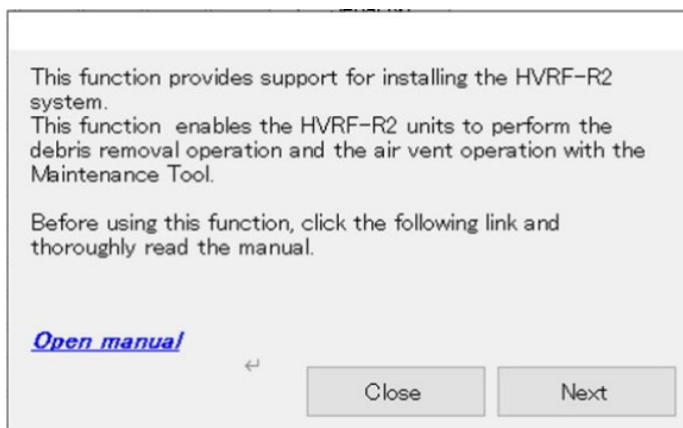 This function provides support for installing the HVRF-R2
system.
This function enables the HVRF-R2 units to perform the
debris removal operation and the air vent operation with the
Maintenance Tool.
Before using this function, click the following link and
thoroughly read the manual.
Open manual
Close Next